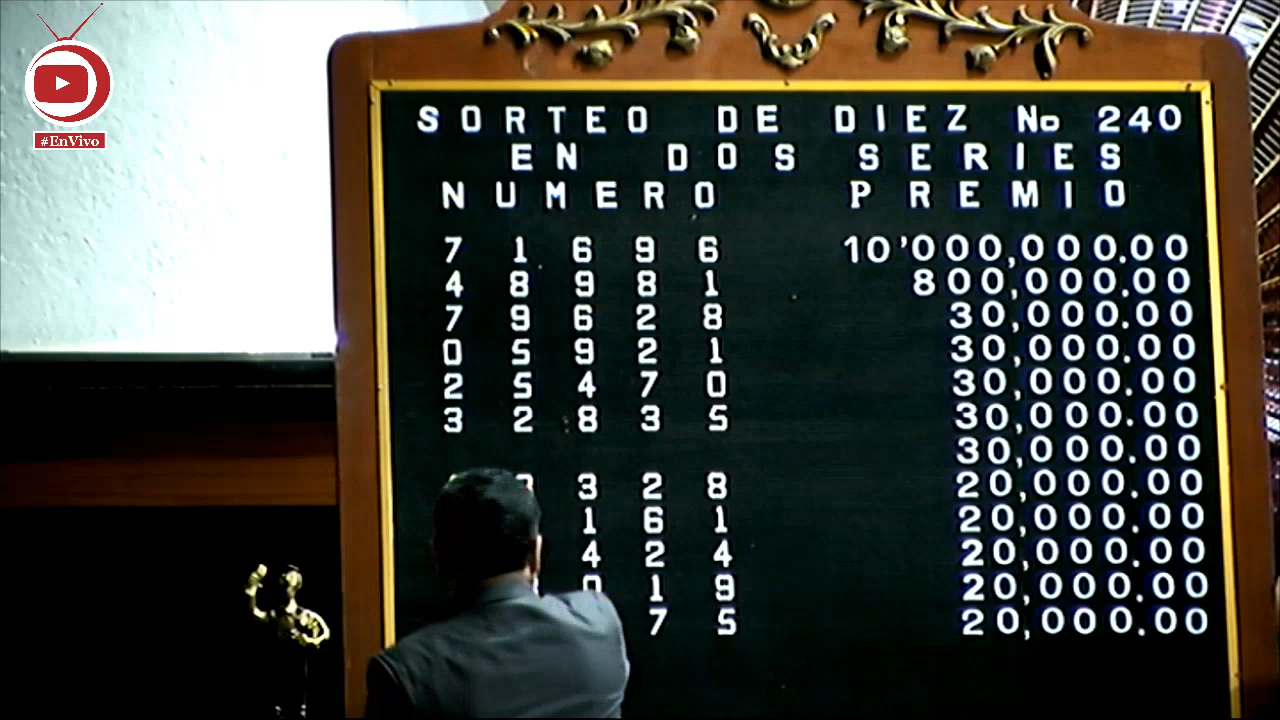 #EnVivo
SORTEO DE DIEZ No 240
EN DOS SERIES
NUMERO PREMIO
7 1 6 9 6 10'000,000.00
4 8 9 8 1 800,000.00
7 9 6 2 8 30,000.00
0 5 9 2 1 30,000.00
2 5 4 7 0 30,000.00
3 2 8 3 5 30,000.00
30,000.00
3 2 8 20,000.00
1 6 1 20,000.00
4 2 4 20,000.00
1 9 20,000.00
7 5 20,000.00